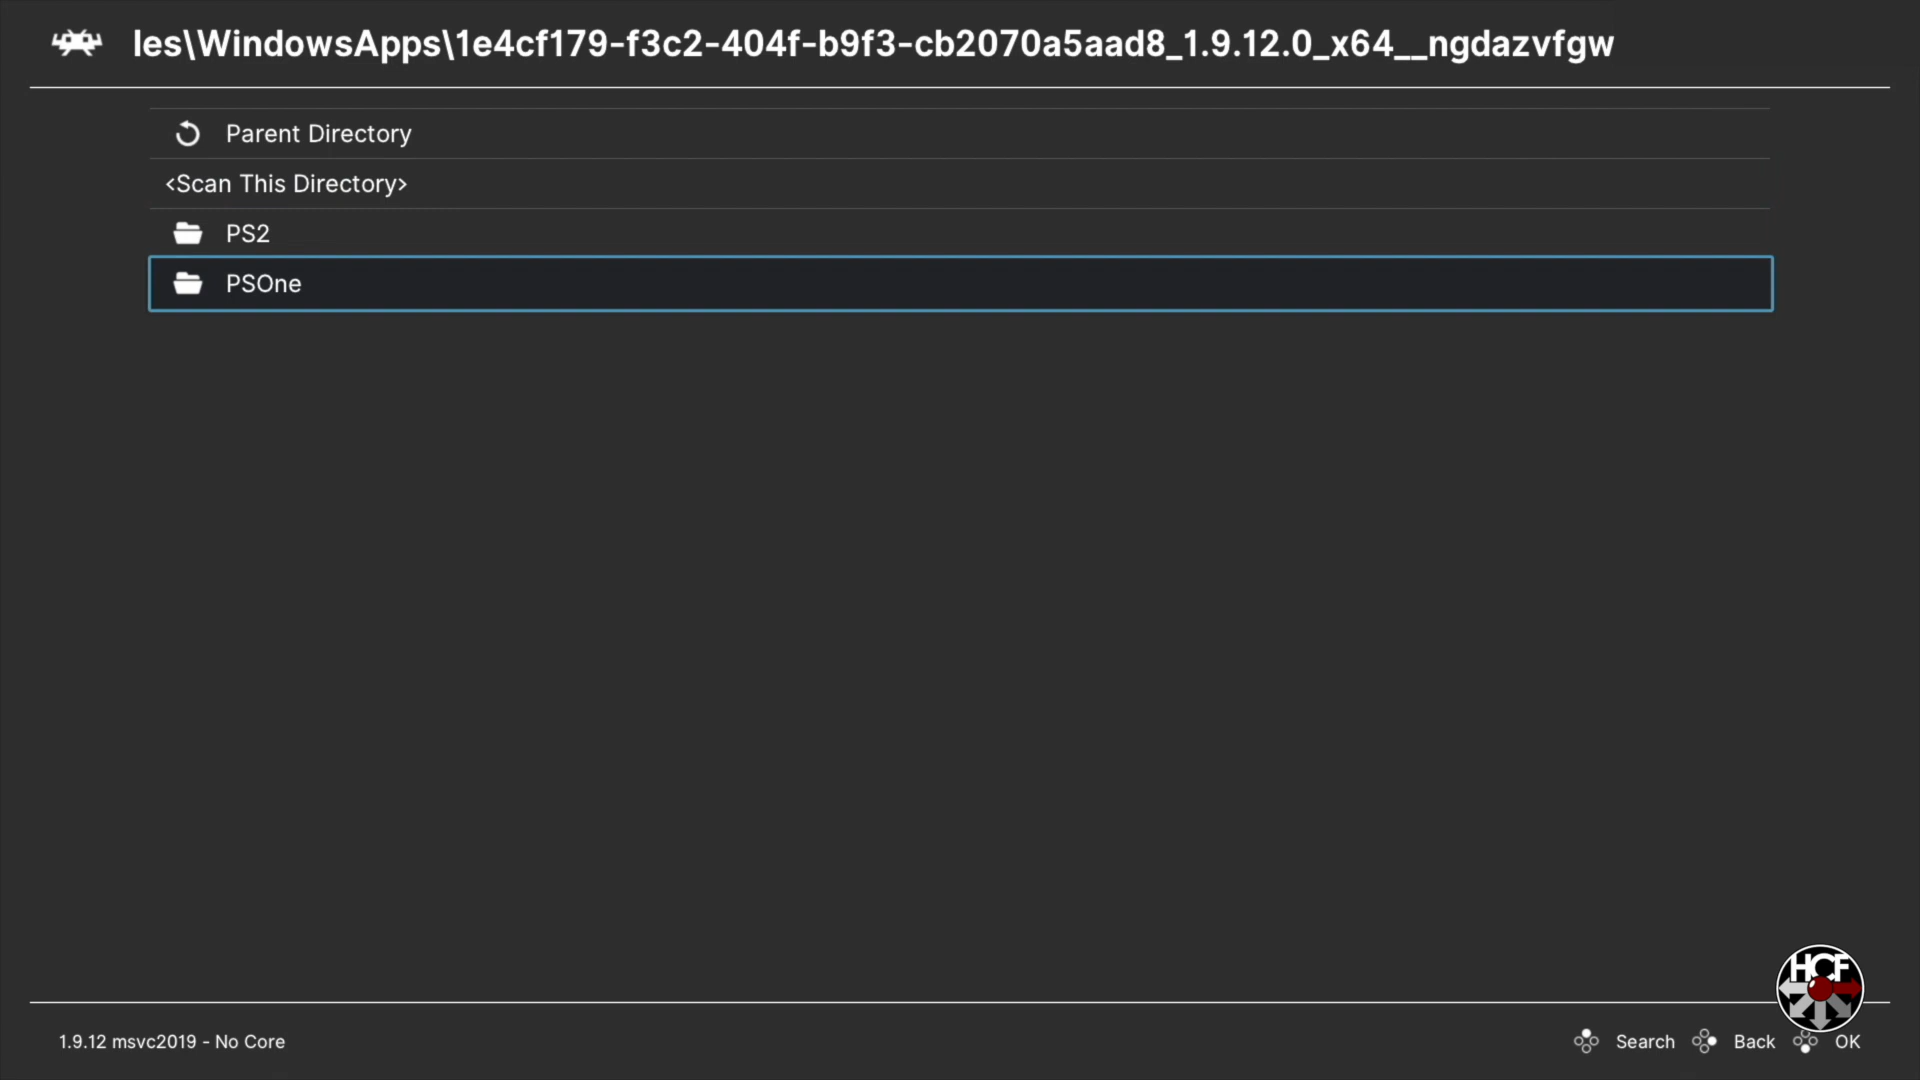 les\WindowsApps\1e4cf179-f3c2-404f-b9f3-cb2070a5aad8_1.9.12.0_x64__ngdazvfgw
Parent Directory
<Scan This Directory>
PS2
PSOne
HCF
1.9.12 msvc2019 - No Core
Search Back OK